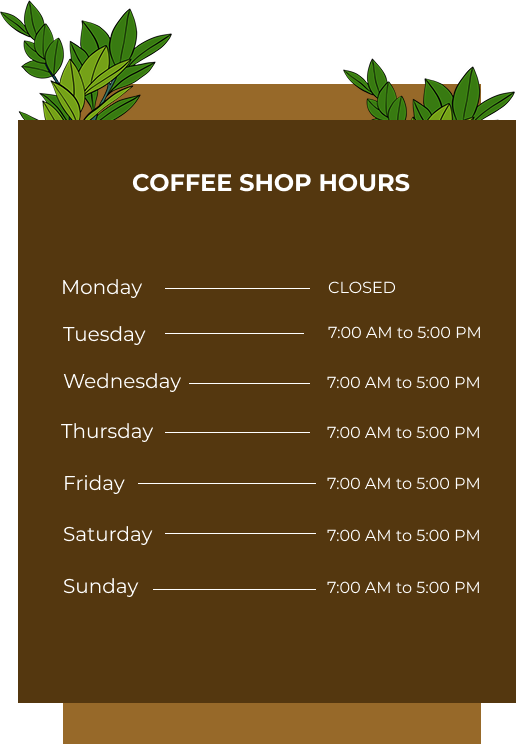 COFFEE SHOP HOURS
Monday CLOSED
Tuesday 7:00 AM to 5:00 PM
Wednesday 7:00 AM to 5:00 PM
Thursday 7:00 AM to 5:00 PM
Friday 7:00 AM to 5:00 PM
Saturday 7:00 AM to 5:00 PM
Sunday 7:00 AM to 5:00 PM